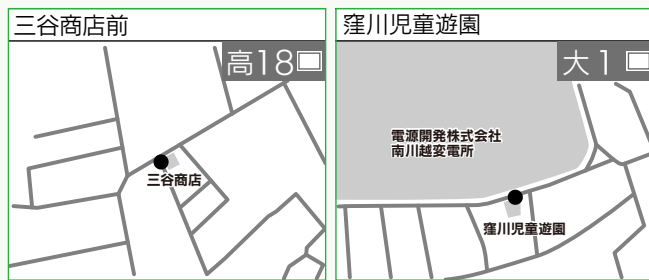 三谷商店前
高18
三谷商店
窪川児童遊園
大1
電源開発株式会社
南川越変電所
窪川児童遊園